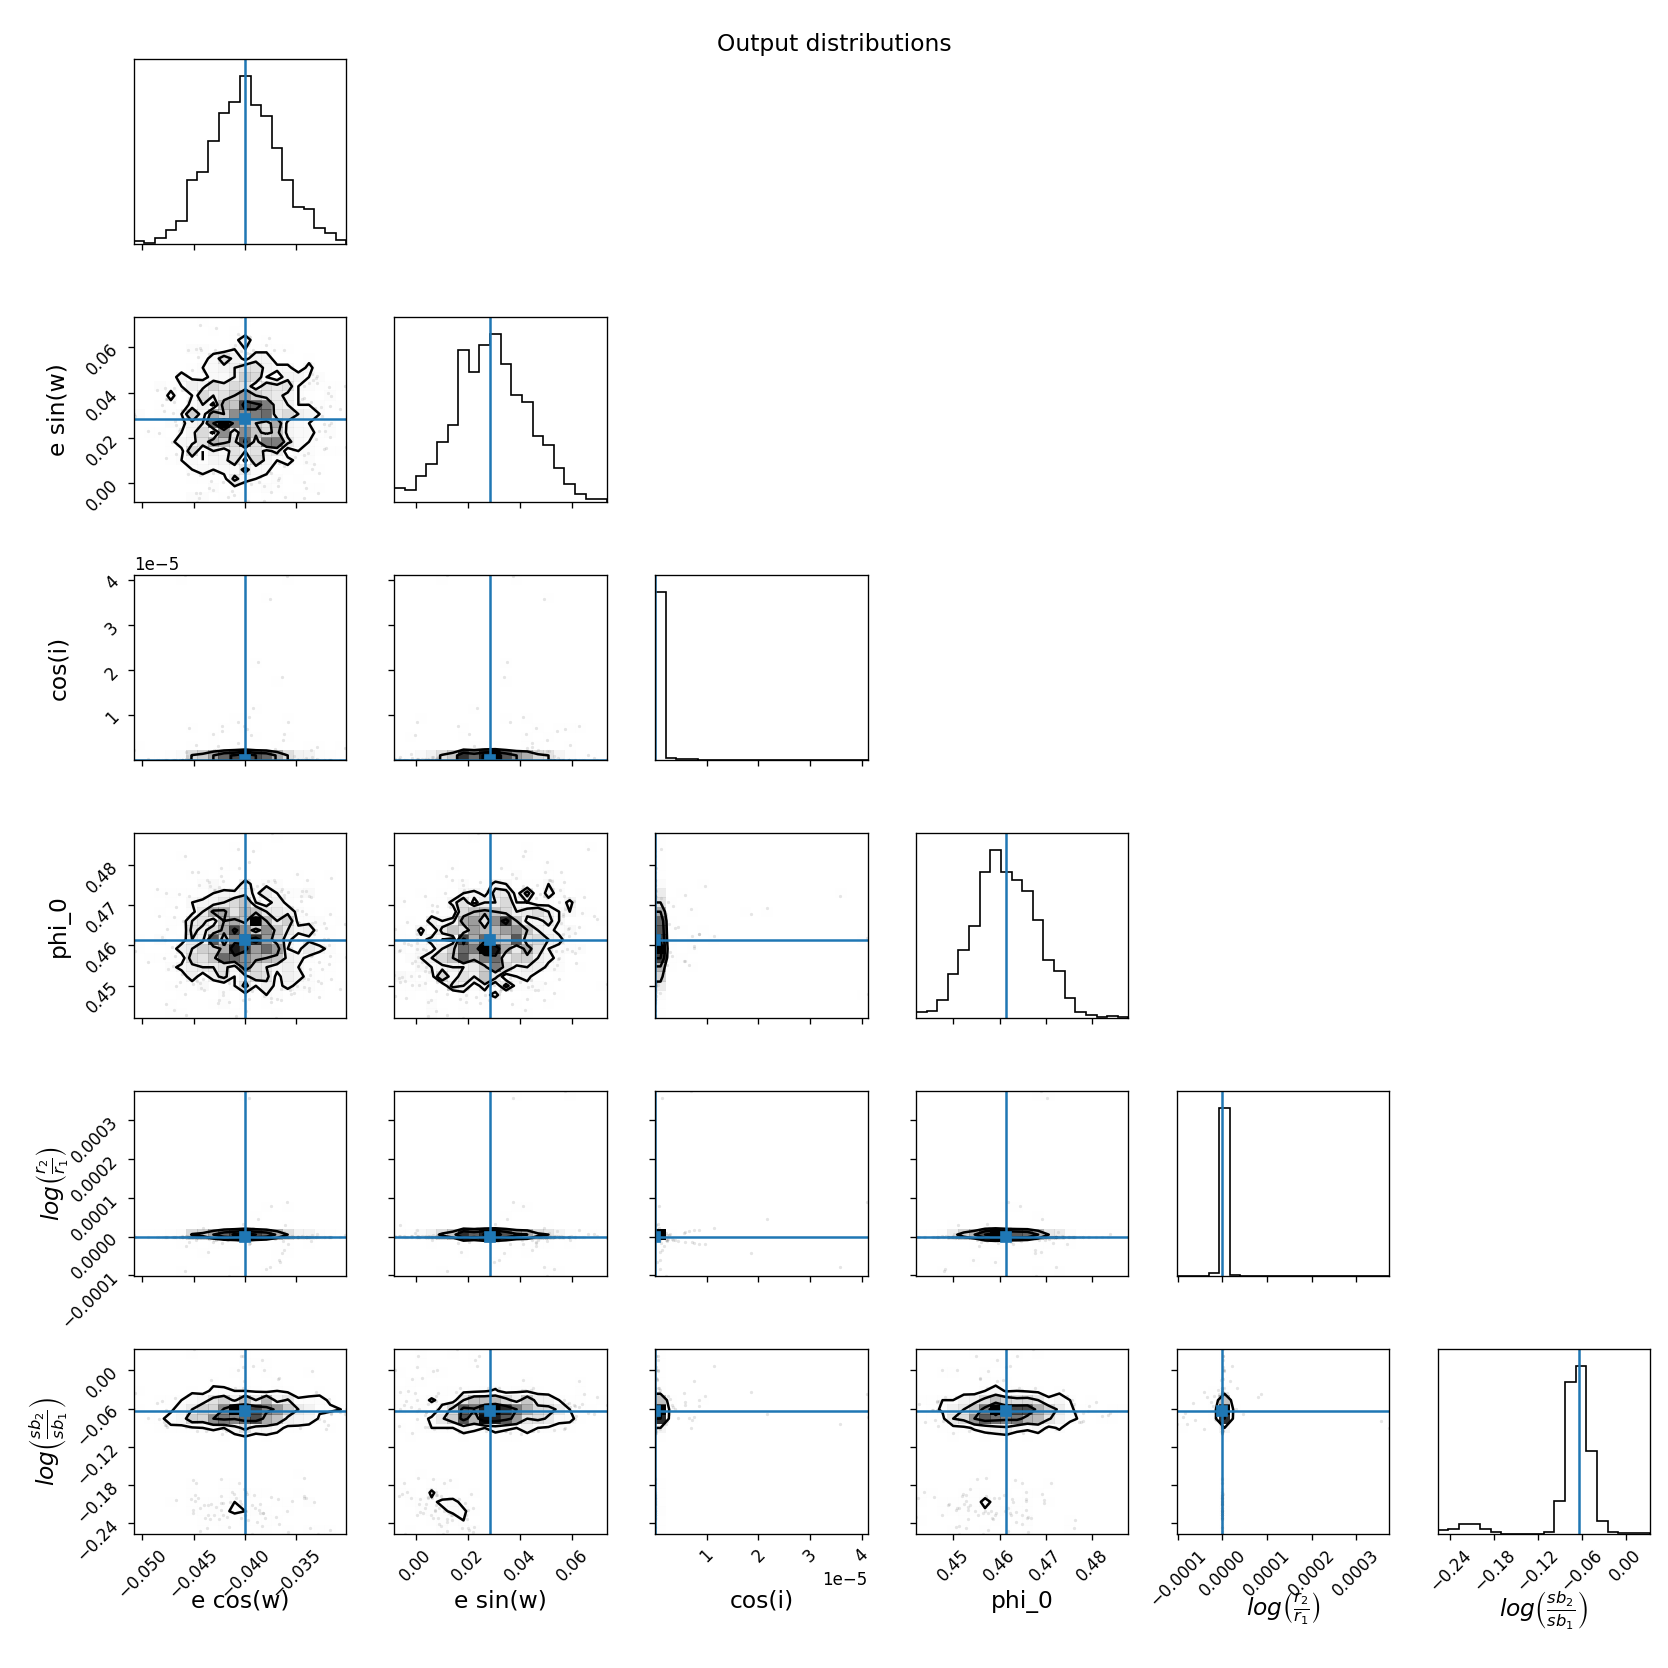 Output distributions
e sin(w)
0.06
0.04
0.02
0.00
1e−5
cos(i)
4
3
2
1
phi_0
0.48
0.47
0.46
0.45
log(r2/r1)
0.0003
0.0002
0.0001
0.0000
−0.0001
log(sb2/sb1)
0.00
−0.06
−0.12
−0.18
−0.24
−0.050 −0.045 −0.040 −0.035
e cos(w)
0.00 0.02 0.04 0.06
e sin(w)
1 2 3 4
1e−5
cos(i)
0.45 0.46 0.47 0.48
phi_0
−0.0001 0.0000 0.0001 0.0002 0.0003
log(r2/r1)
−0.24 −0.18 −0.12 −0.06 0.00
log(sb2/sb1)